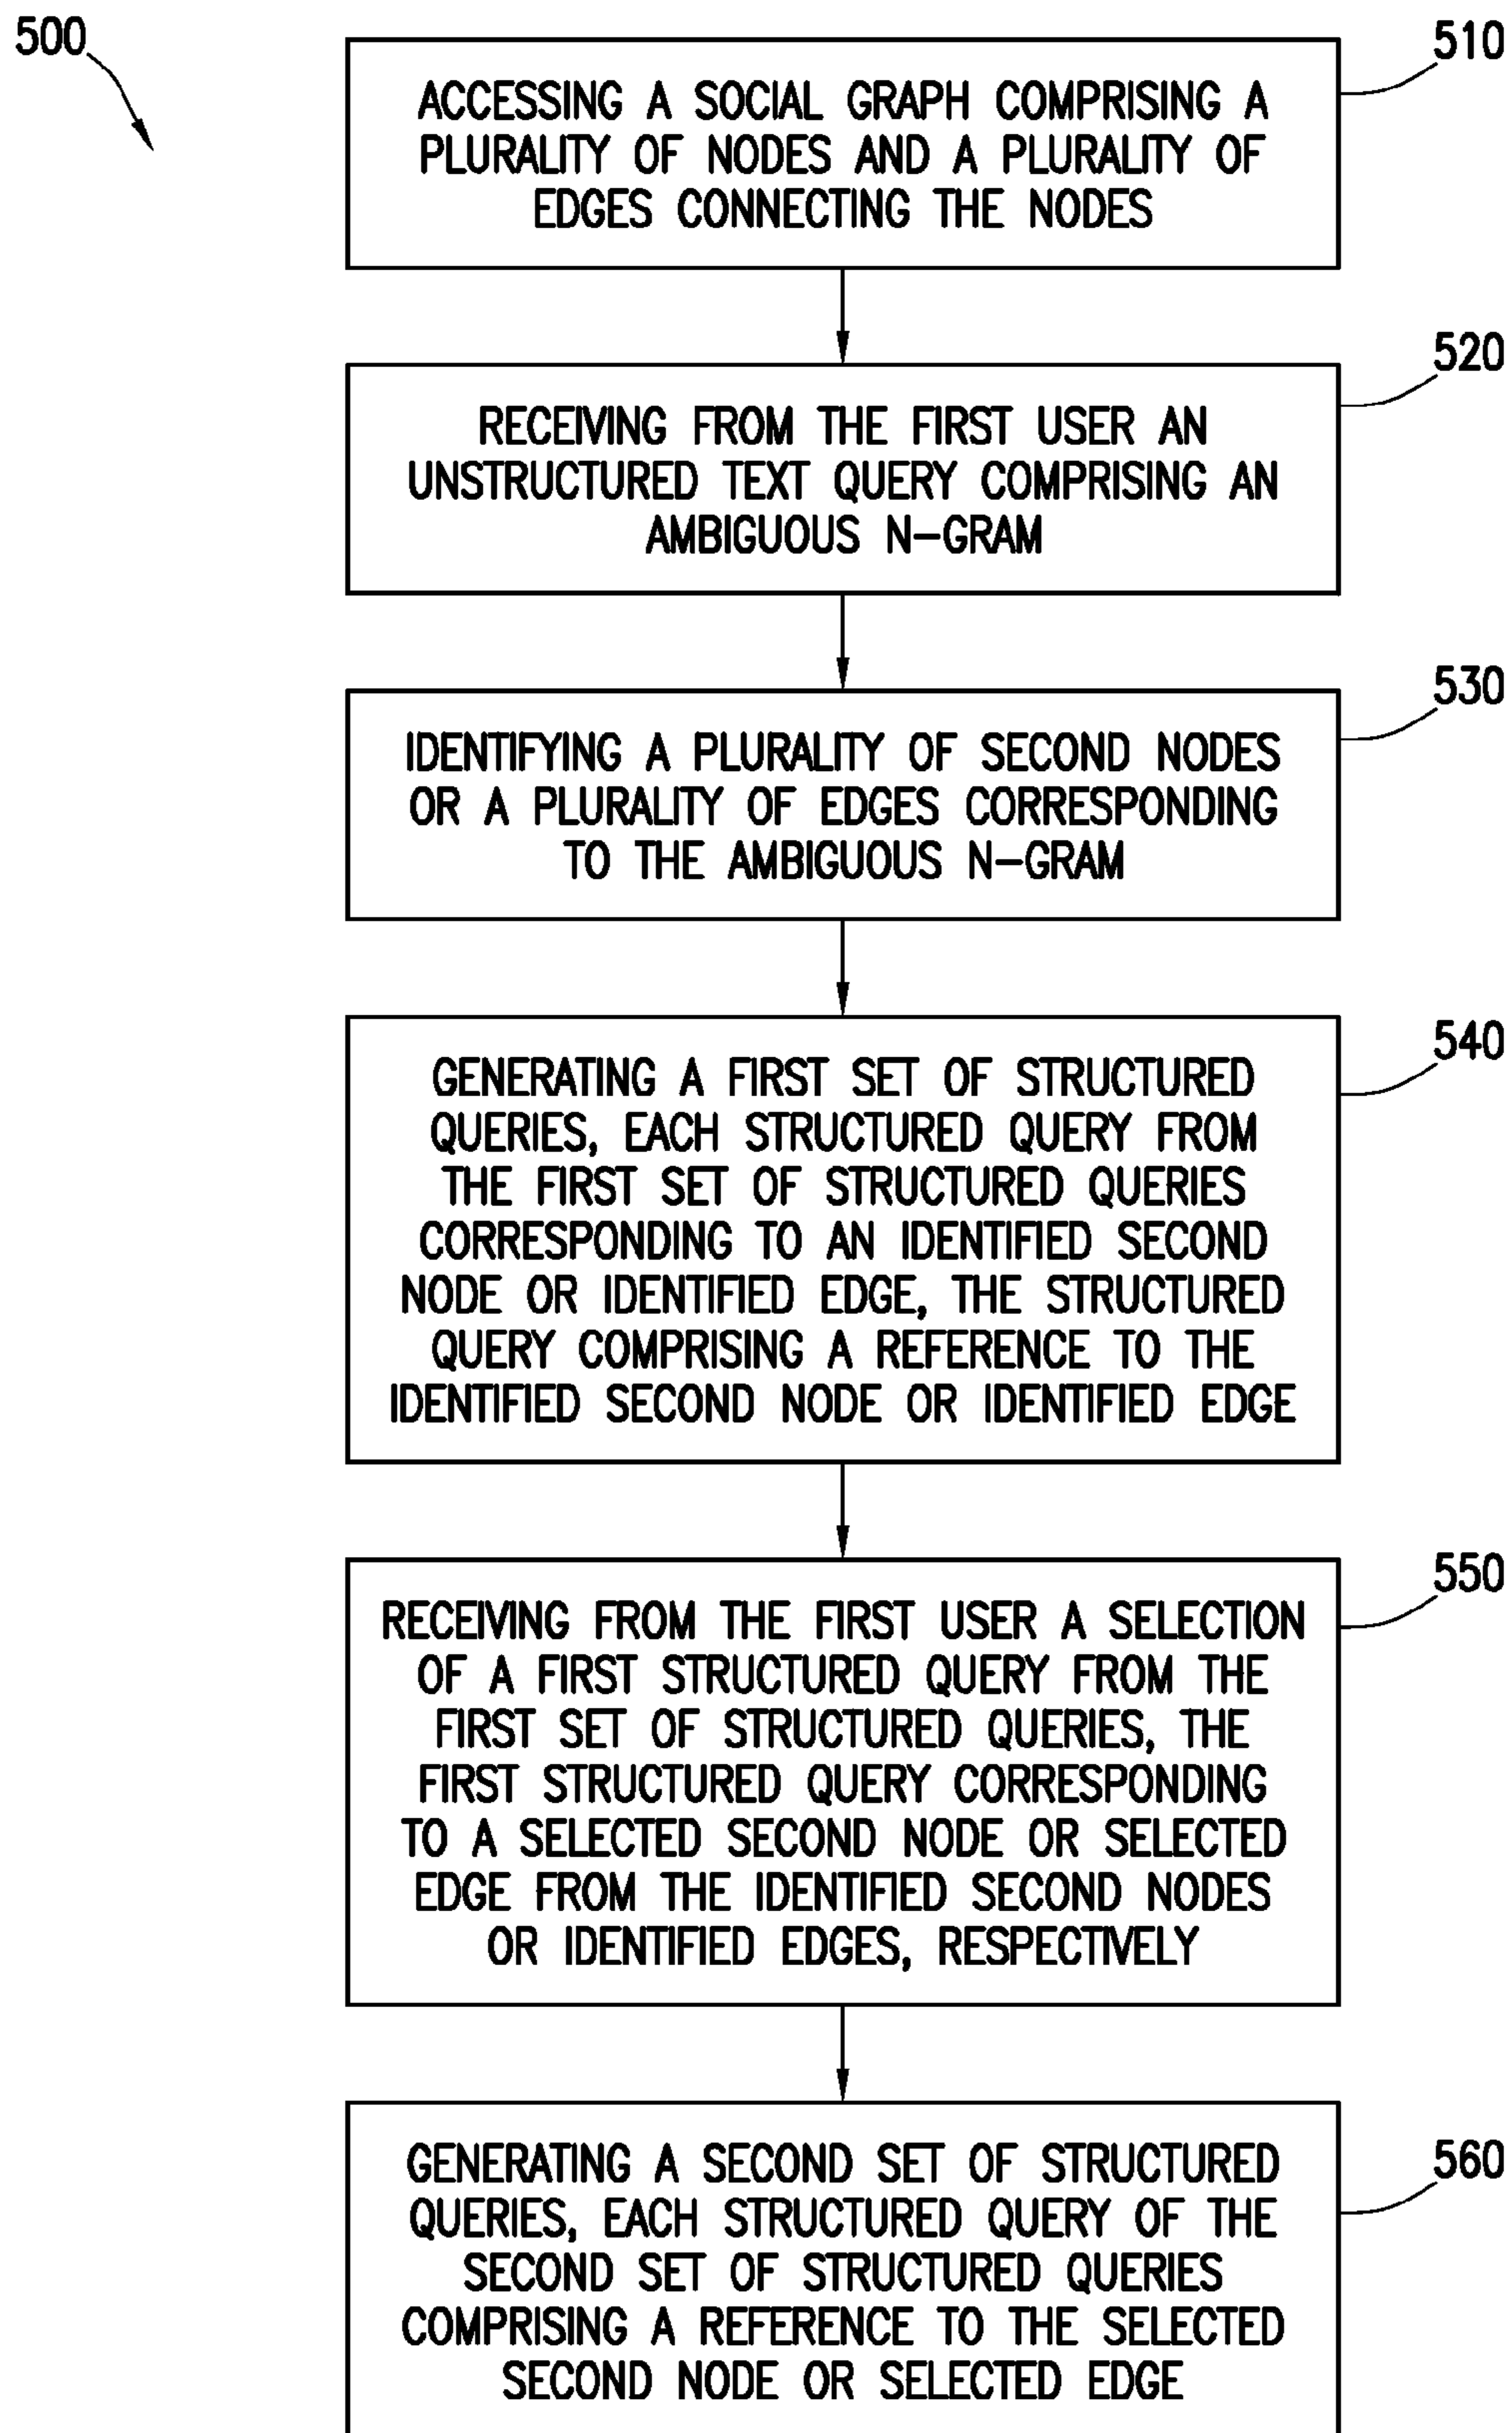 500
510
ACCESSING A SOCIAL GRAPH COMPRISING A
PLURALITY OF NODES AND A PLURALITY OF
EDGES CONNECTING THE NODES
520
RECEIVING FROM THE FIRST USER AN
UNSTRUCTURED TEXT QUERY COMPRISING AN
AMBIGUOUS N-GRAM
530
IDENTIFYING A PLURALITY OF SECOND NODES
OR A PLURALITY OF EDGES CORRESPONDING
TO THE AMBIGUOUS N-GRAM
540
GENERATING A FIRST SET OF STRUCTURED
QUERIES, EACH STRUCTURED QUERY FROM
THE FIRST SET OF STRUCTURED QUERIES
CORRESPONDING TO AN IDENTIFIED SECOND
NODE OR IDENTIFIED EDGE, THE STRUCTURED
QUERY COMPRISING A REFERENCE TO THE
IDENTIFIED SECOND NODE OR IDENTIFIED EDGE
550
RECEIVING FROM THE FIRST USER A SELECTION
OF A FIRST STRUCTURED QUERY FROM THE
FIRST SET OF STRUCTURED QUERIES, THE
FIRST STRUCTURED QUERY CORRESPONDING
TO A SELECTED SECOND NODE OR SELECTED
EDGE FROM THE IDENTIFIED SECOND NODES
OR IDENTIFIED EDGES, RESPECTIVELY
560
GENERATING A SECOND SET OF STRUCTURED
QUERIES, EACH STRUCTURED QUERY OF THE
SECOND SET OF STRUCTURED QUERIES
COMPRISING A REFERENCE TO THE SELECTED
SECOND NODE OR SELECTED EDGE